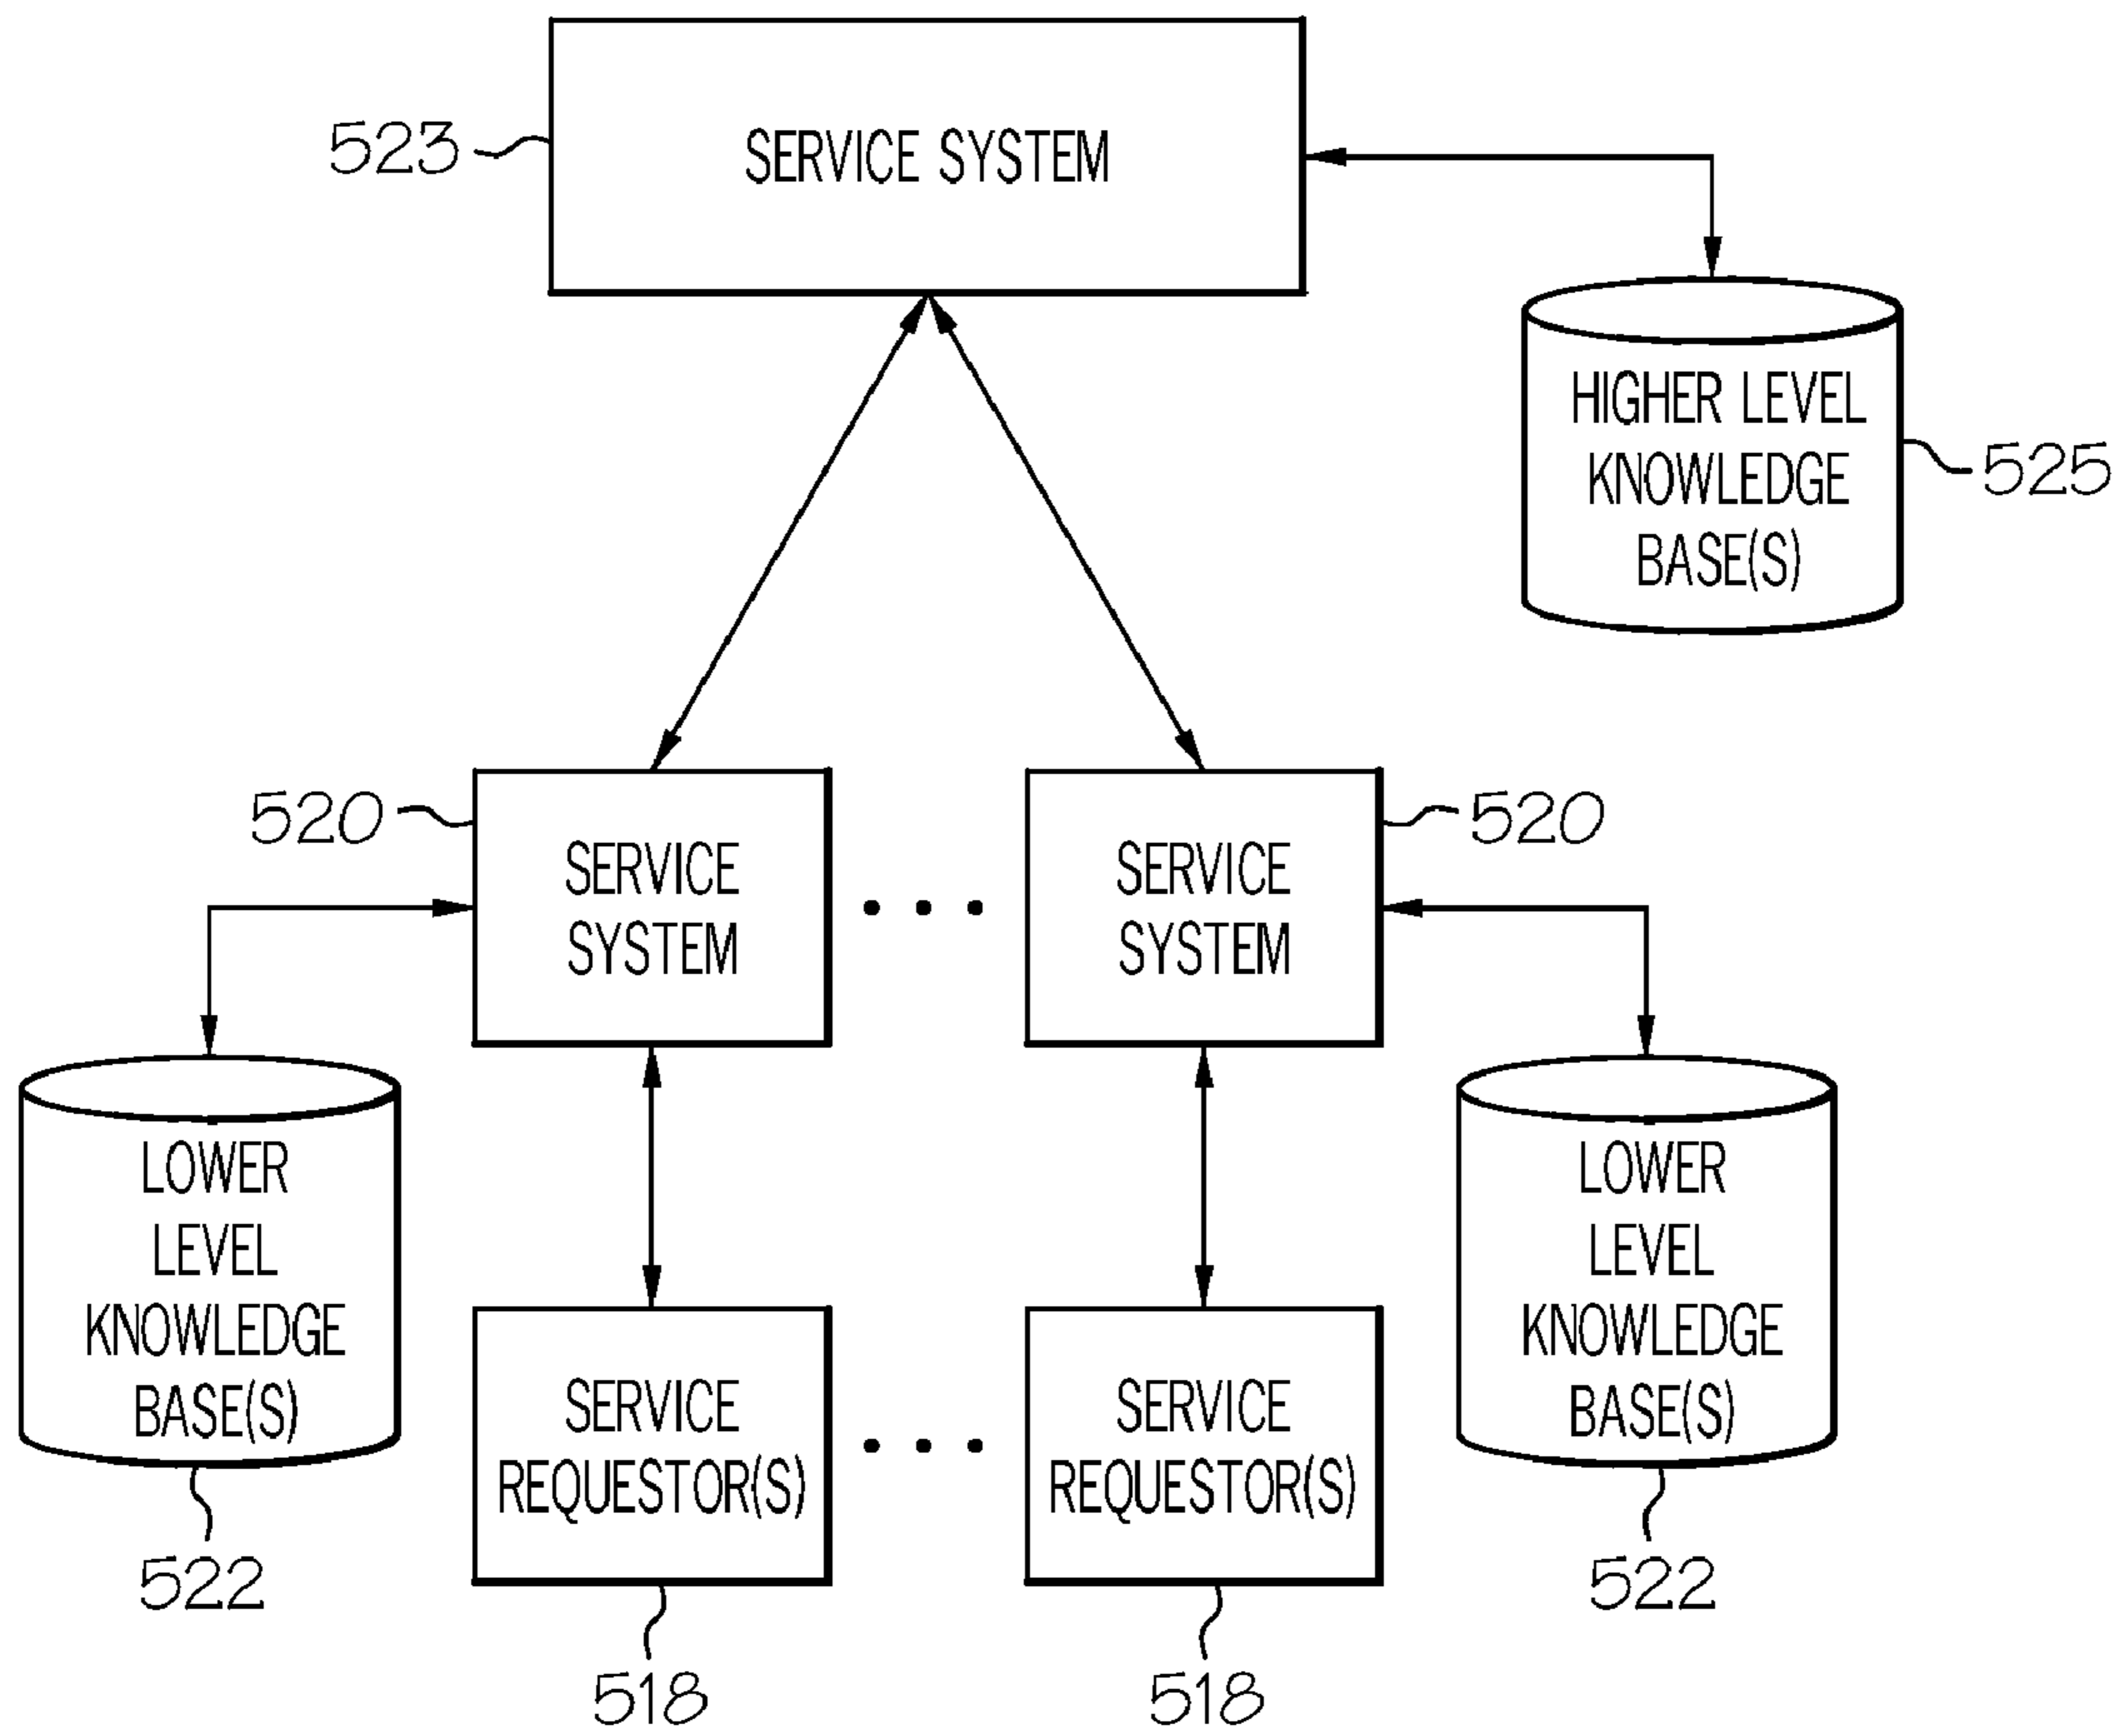 523
SERVICE SYSTEM
HIGHER LEVEL
KNOWLEDGE
BASE(S)
525
520
SERVICE
SYSTEM
• • •
SERVICE
SYSTEM
520
LOWER
LEVEL
KNOWLEDGE
BASE(S)
522
SERVICE
REQUESTOR(S)
518
• • •
SERVICE
REQUESTOR(S)
518
LOWER
LEVEL
KNOWLEDGE
BASE(S)
522